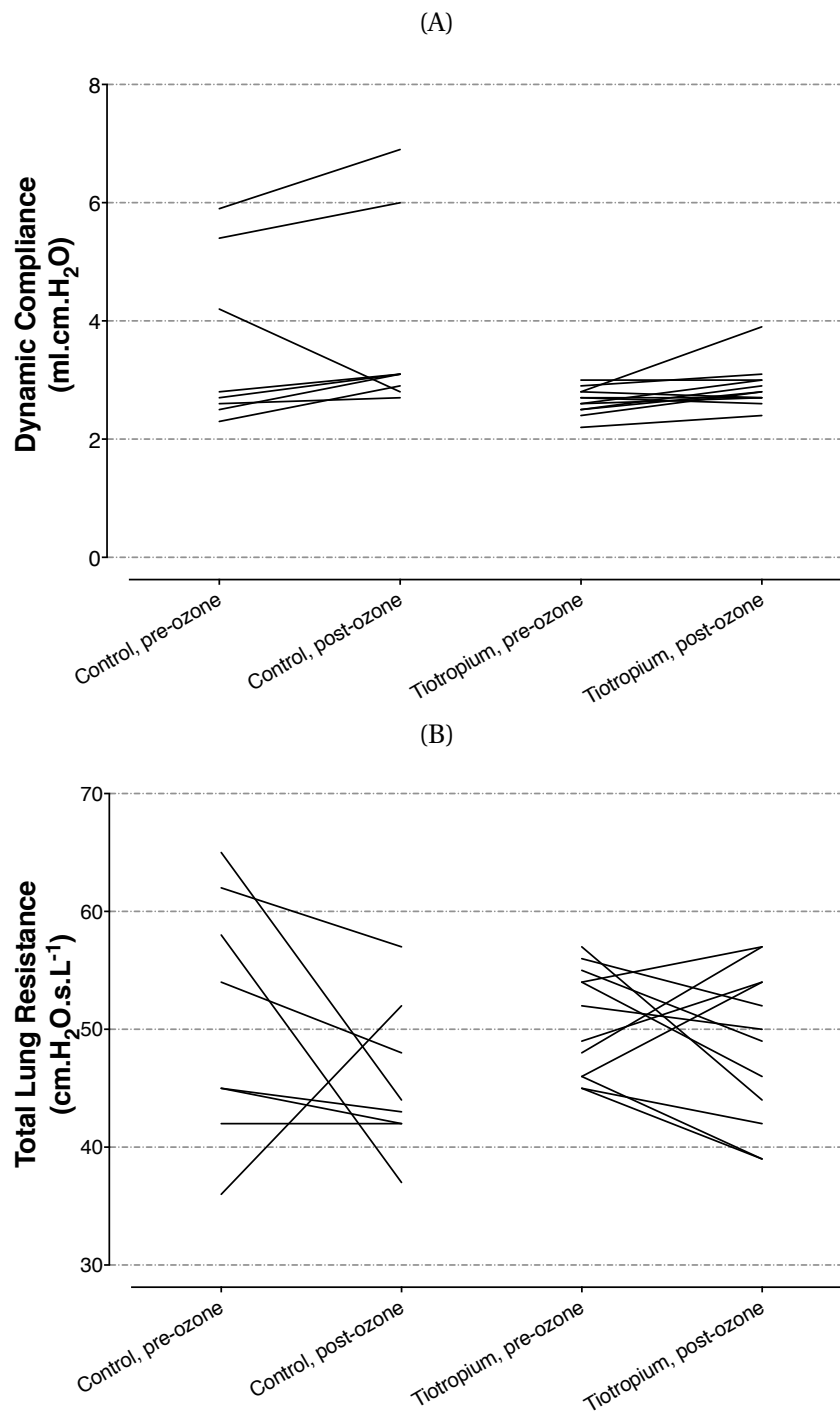 (A)
Dynamic Compliance
(ml.cm.H₂O)
8
6
4
2
0
Control, pre-ozone
Control, post-ozone
Tiotropium, pre-ozone
Tiotropium, post-ozone
(B)
Total Lung Resistance
(cm.H₂O.s.L⁻¹)
70
60
50
40
30
Control, pre-ozone
Control, post-ozone
Tiotropium, pre-ozone
Tiotropium, post-ozone